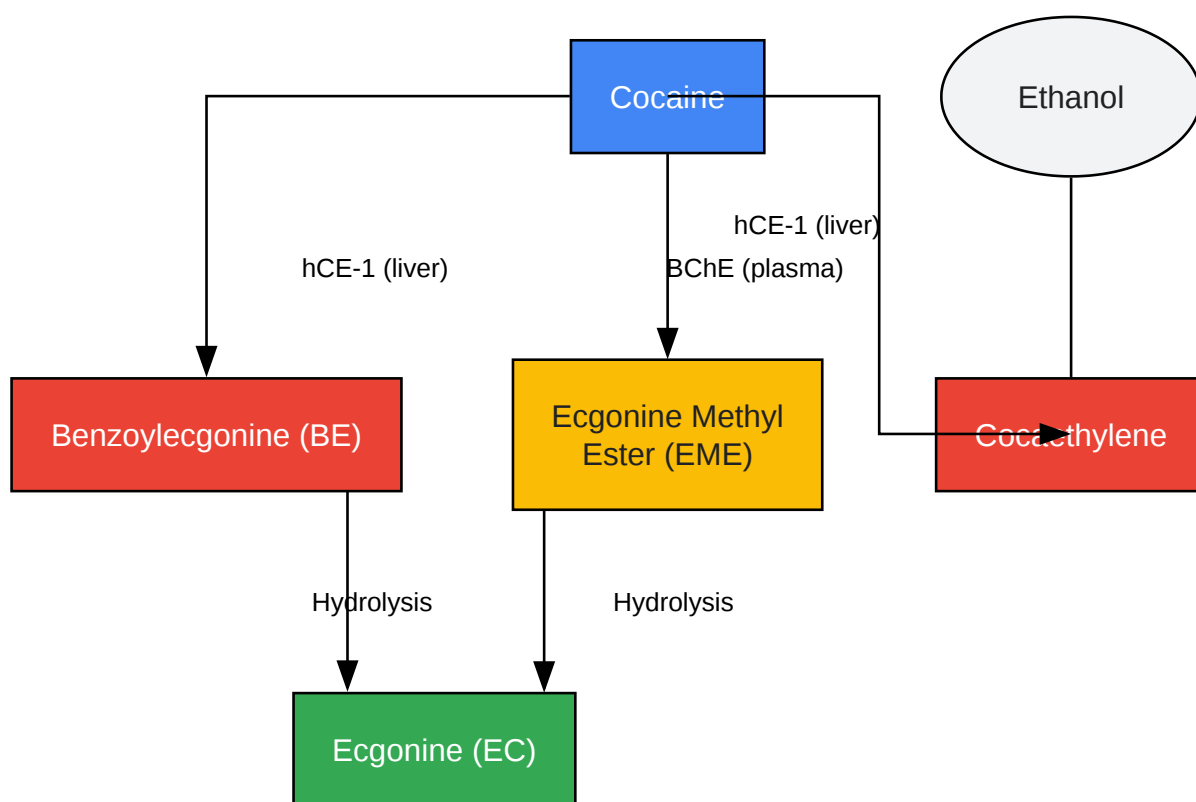 Cocaine
Ethanol
hCE-1 (liver)
hCE-1 (liver)
BChE (plasma)
Benzoylecgonine (BE)
Ecgonine Methyl
Ester (EME)
Cocaethylene
Hydrolysis
Hydrolysis
Ecgonine (EC)